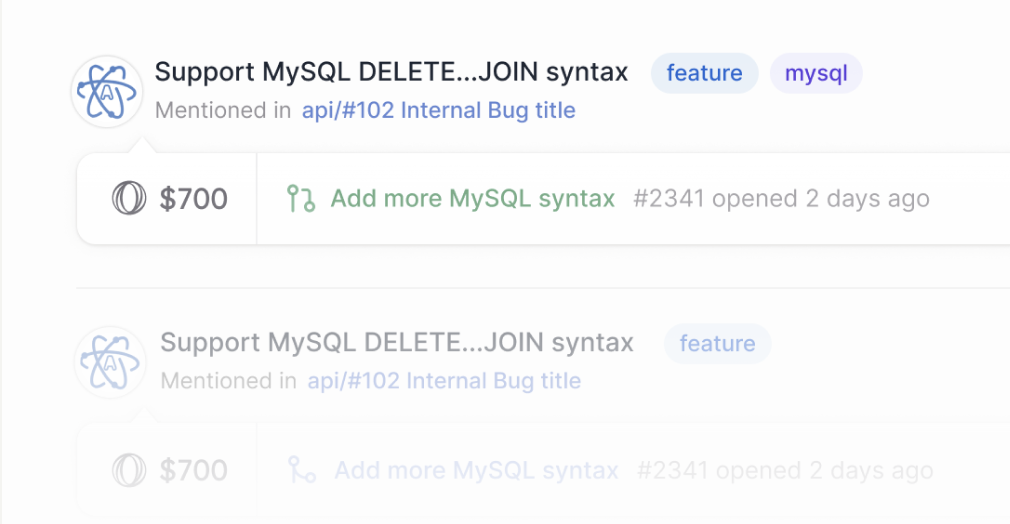 Support MySQL DELETE...JOIN syntax feature mysql
Mentioned in api/#102 Internal Bug title
$700 Add more MySQL syntax #2341 opened 2 days ago
Support MySQL DELETE...JOIN syntax feature
Mentioned in api/#102 Internal Bug title
$700 Add more MySQL syntax #2341 opened 2 days ago